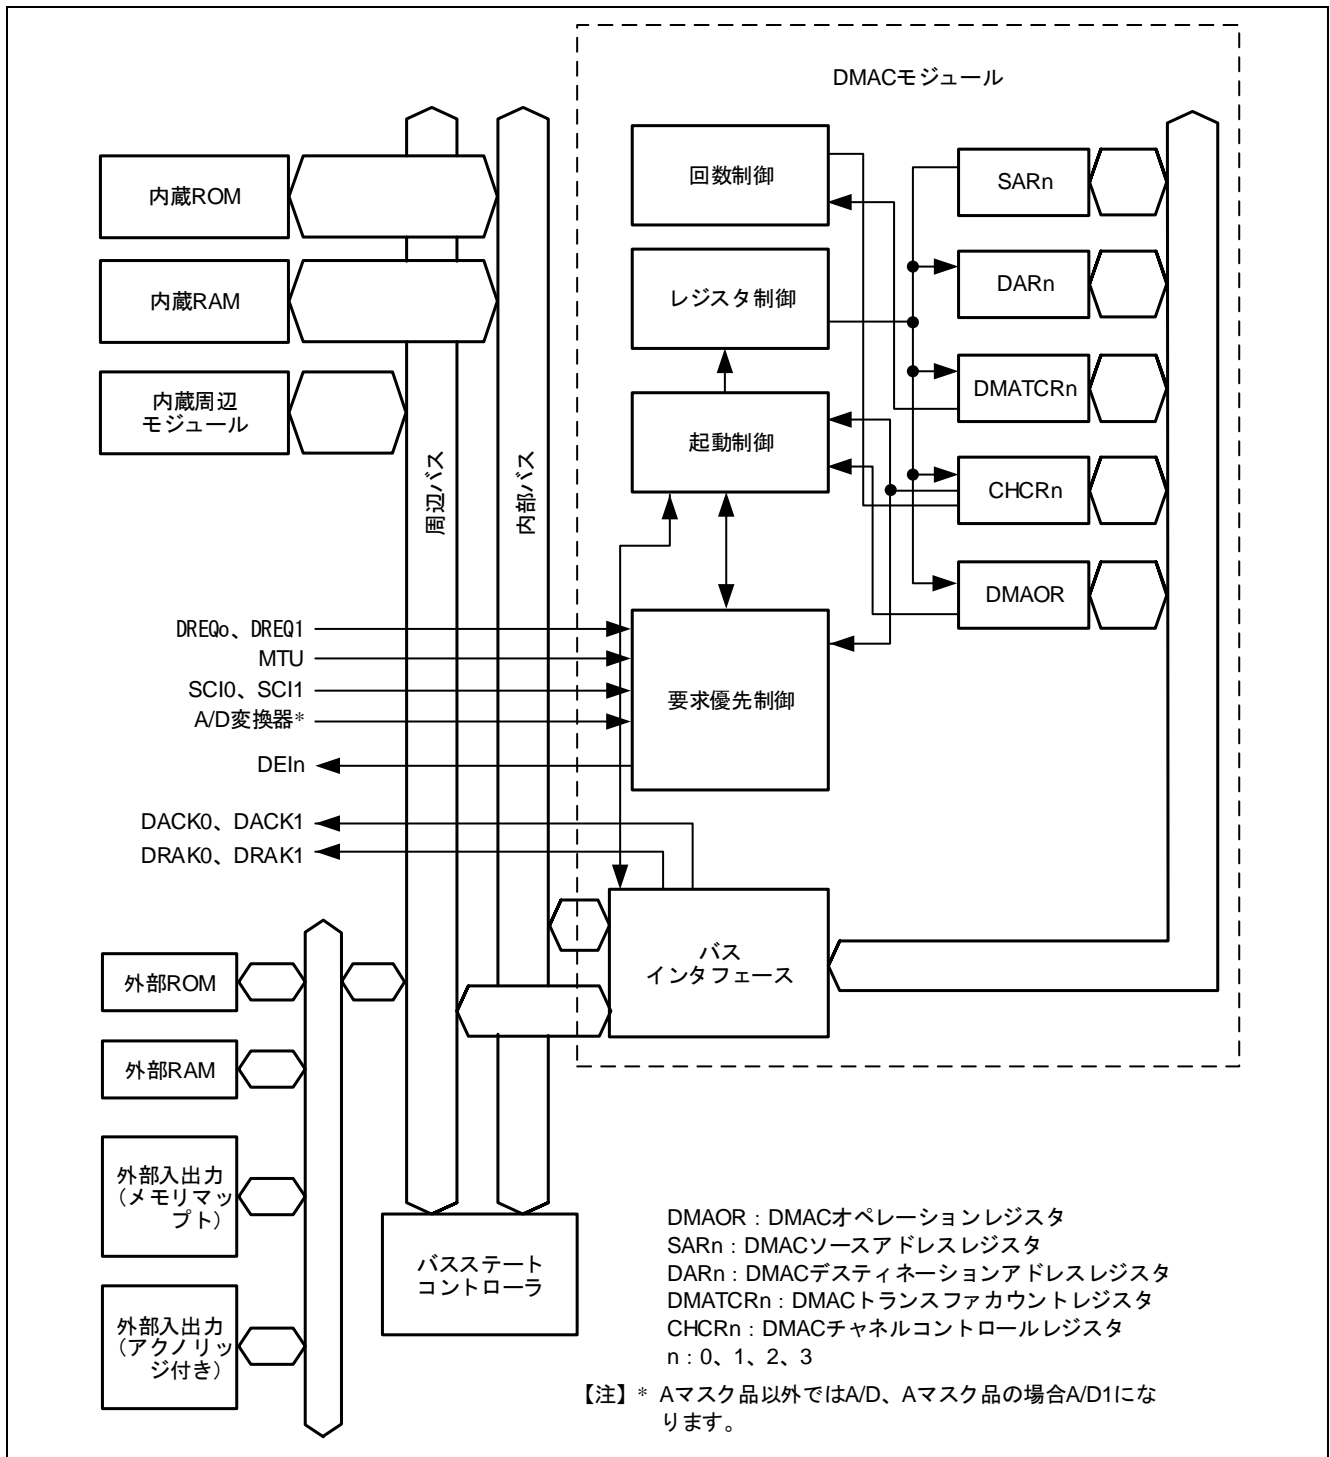 DMACモジュール
内蔵ROM
回数制御
SARn
内蔵RAM
レジスタ制御
DARn
内蔵周辺
モジュール
DMATCRn
起動制御
周辺バス
内部バス
CHCRn
DMAOR
DREQo、DREQ1
MTU
SCI0、SCI1
A/D変換器*
要求優先制御
DEIn
DACK0、DACK1
DRAK0、DRAK1
バス
インタフェース
外部ROM
外部RAM
外部入出力
(メモリマッ
プト)
バスステート
コントローラ
外部入出力
(アクノリッ
ジ付き)
DMAOR:DMACオペレーションレジスタ
SARn:DMACソースアドレスレジスタ
DARn:DMACデスティネーションアドレスレジスタ
DMATCRn:DMACトランスファカウントレジスタ
CHCRn:DMACチャネルコントロールレジスタ
n:0、1、2、3
【注】* Aマスク品以外ではA/D、Aマスク品の場合A/D1にな
ります。